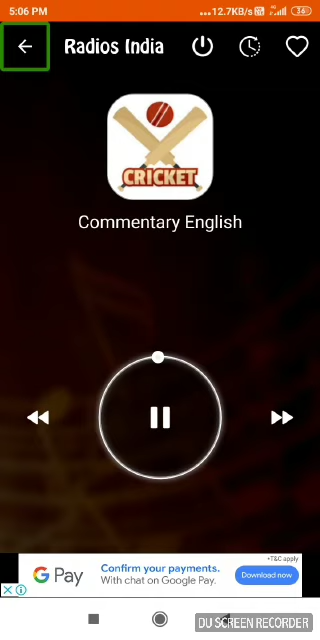 5:06 PM
...12.7KB/s
4G
36
Radios India
CRICKET
Commentary English
•T&C apply
G Pay
Confirm your payments.
With chat on Google Pay.
Download now
DU SCREEN RECORDER